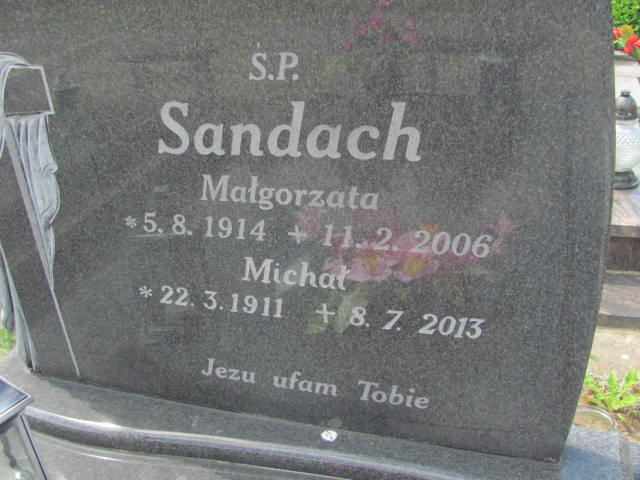 Ś.P.
Sandach
Małgorzata
*5. 8. 1914 + 11. 2. 2006
Michał
* 22. 3. 1911 + 8. 7. 2013
Jezu ufam Tobie